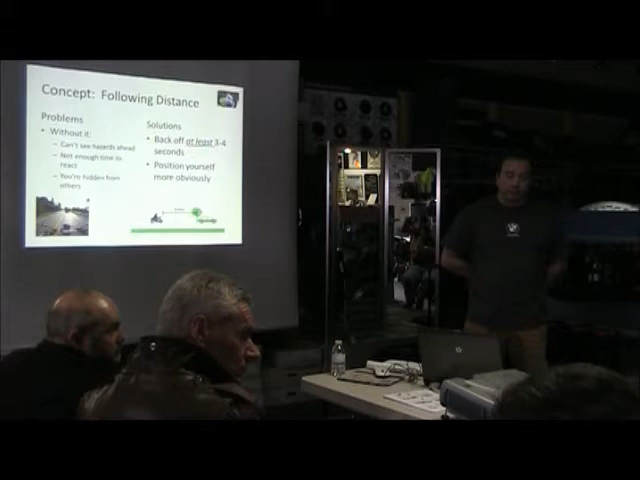 Concept:  Following Distance
Problems
• Without it:
– Can't see hazards ahead
– Not enough time to
react
– You're hidden from
others
Solutions
• Back off at least 3-4
seconds
• Position yourself
more obviously
hp